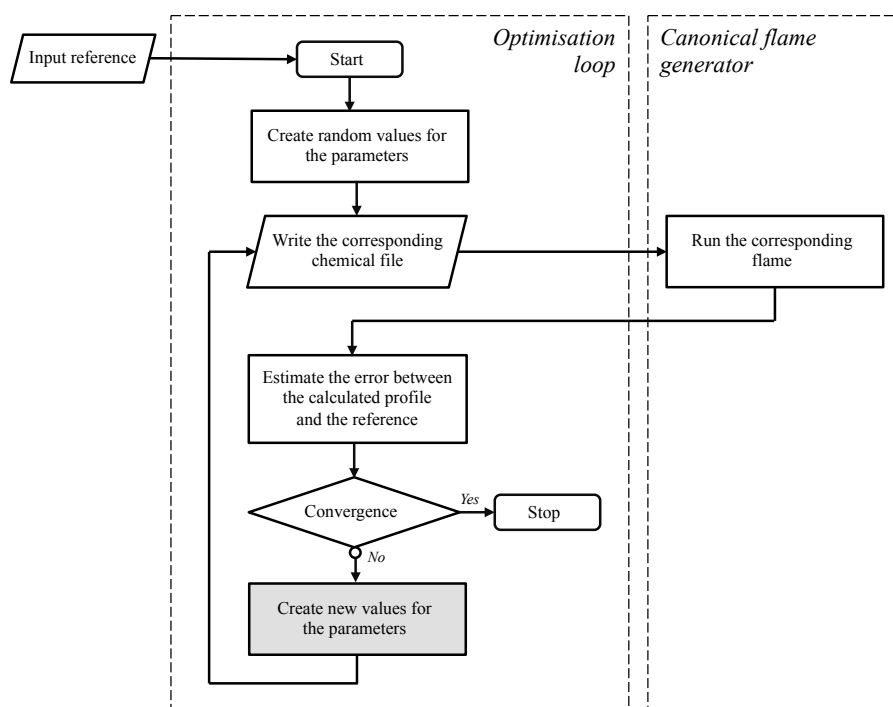 Input reference
Start
Optimisation
loop
Canonical flame
generator
Create random values for
the parameters
Write the corresponding
chemical file
Run the corresponding
flame
Estimate the error between
the calculated profile
and the reference
Convergence
Yes
Stop
No
Create new values for
the parameters